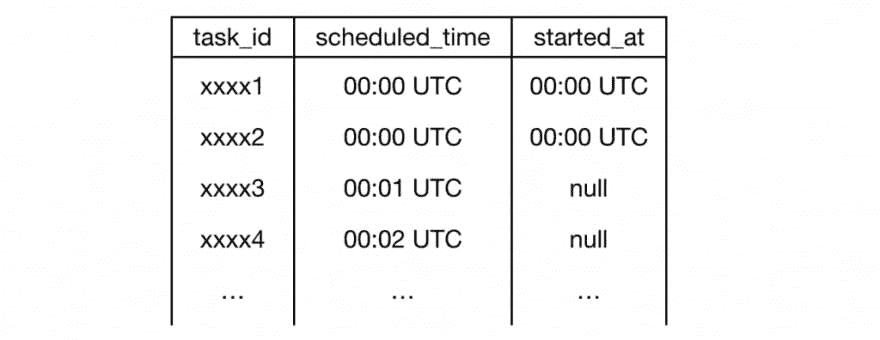 task_id scheduled_time started_at
xxxx1 00:00 UTC 00:00 UTC
xxxx2 00:00 UTC 00:00 UTC
xxxx3 00:01 UTC null
xxxx4 00:02 UTC null
... ... ...